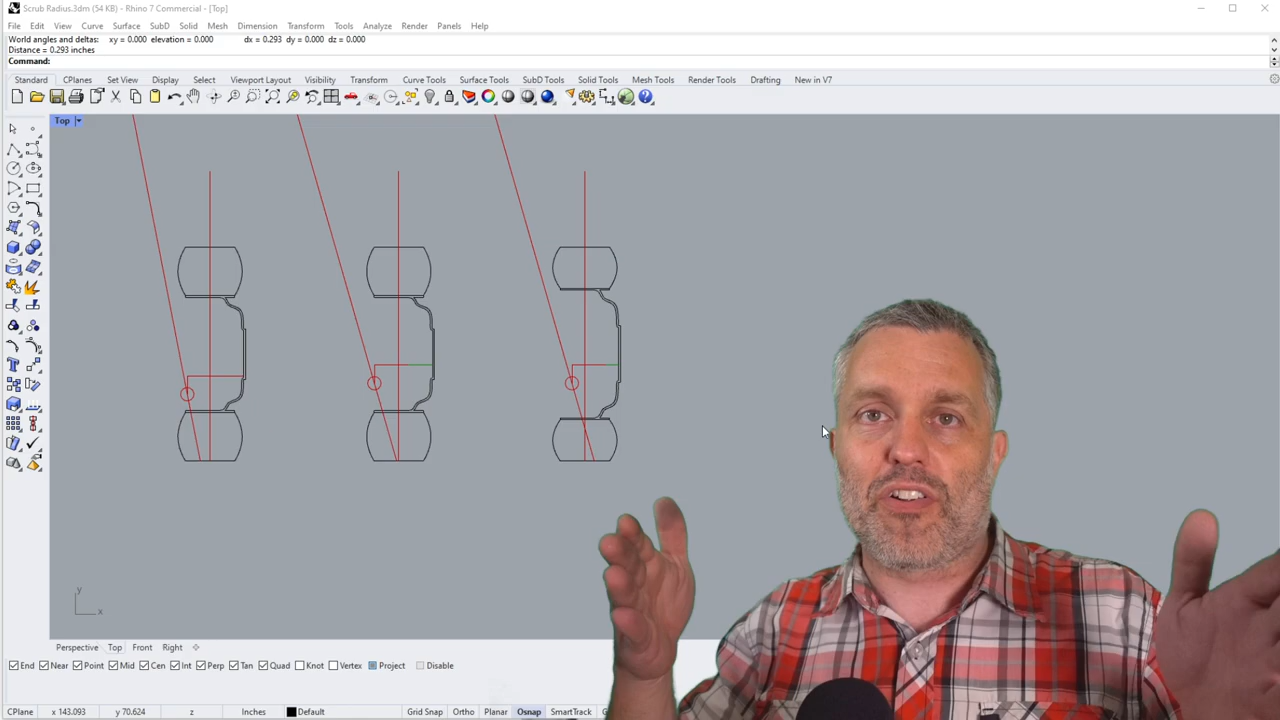 Scrub Radius.3dm (54 KB) - Rhino 7 Commercial - [Top]
File Edit View Curve Surface SubD Solid Mesh Dimension Transform Tools Analyze Render Panels Help
World angles and deltas: xy = 0.000 elevation = 0.000 dx = 0.293 dy = 0.000 dz = 0.000
Distance = 0.293 inches
Command:
Standard CPlanes Set View Display Select Viewport Layout Visibility Transform Curve Tools Surface Tools SubD Tools Solid Tools Mesh Tools Render Tools Drafting New in V7
Top
y
x
Perspective Top Front Right
End Near Point Mid Cen Int Perp Tan Quad Knot Vertex Project Disable
CPlane x 143.093 y 70.624 z Inches Default Grid Snap Ortho Planar Osnap SmartTrack